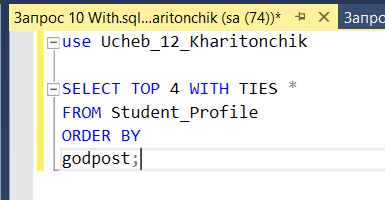 Запрос 10 With.sql...aritonchik (sa (74))*
Запро
use Ucheb_12_Kharitonchik
SELECT TOP 4 WITH TIES *
FROM Student_Profile
ORDER BY
godpost;